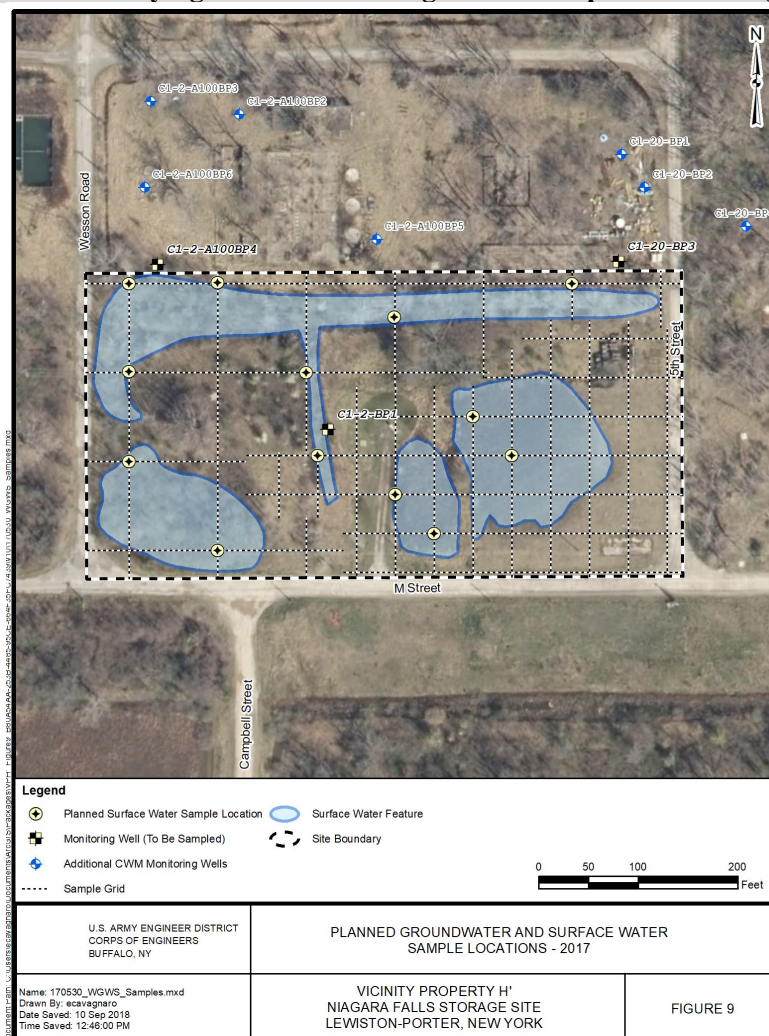 N
C1-2-A100BP3
C1-2-A100BP2
C1-20-BP1
C1-20-BP2
C1-2-A100BP6
C1-20-BP
C1-2-A100BP5
Wesson Road
C1-2-A100BP4
C1-20-BP3
5th Street
C1-2-BP1
M Street
Campbell Street
Legend
Planned Surface Water Sample Location
Surface Water Feature
Monitoring Well (To Be Sampled)
Site Boundary
Additional CWM Monitoring Wells
Sample Grid
0 50 100 200
Feet
U.S. ARMY ENGINEER DISTRICT
CORPS OF ENGINEERS
BUFFALO, NY
PLANNED GROUNDWATER AND SURFACE WATER
SAMPLE LOCATIONS - 2017
Name: 170530_WGWS_Samples.mxd
Drawn By: ecavagnaro
Date Saved: 10 Sep 2018
Time Saved: 12:46:00 PM
VICINITY PROPERTY H'
NIAGARA FALLS STORAGE SITE
LEWISTON-PORTER, NEW YORK
FIGURE 9